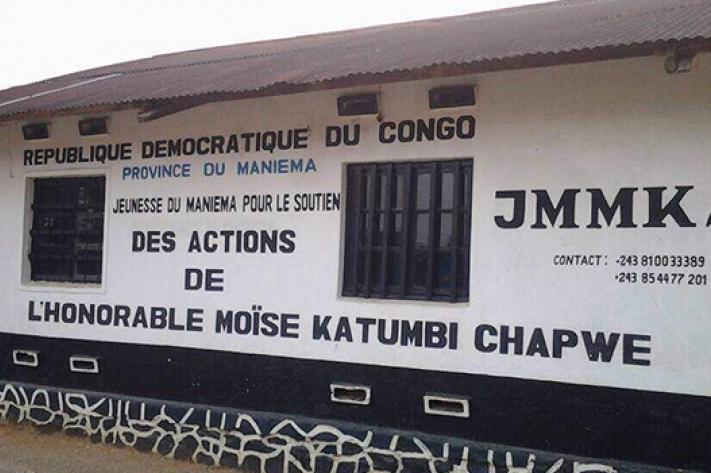 REPUBLIQUE DEMOCRATIQUE DU CONGO
PROVINCE DU MANIEMA
JEUNESSE DU MANIEMA POUR LE SOUTIEN
DES ACTIONS
DE
L'HONORABLE MOÏSE KATUMBI CHAPWE
JMMK
CONTACT : +243 810033389
+243 854477 201